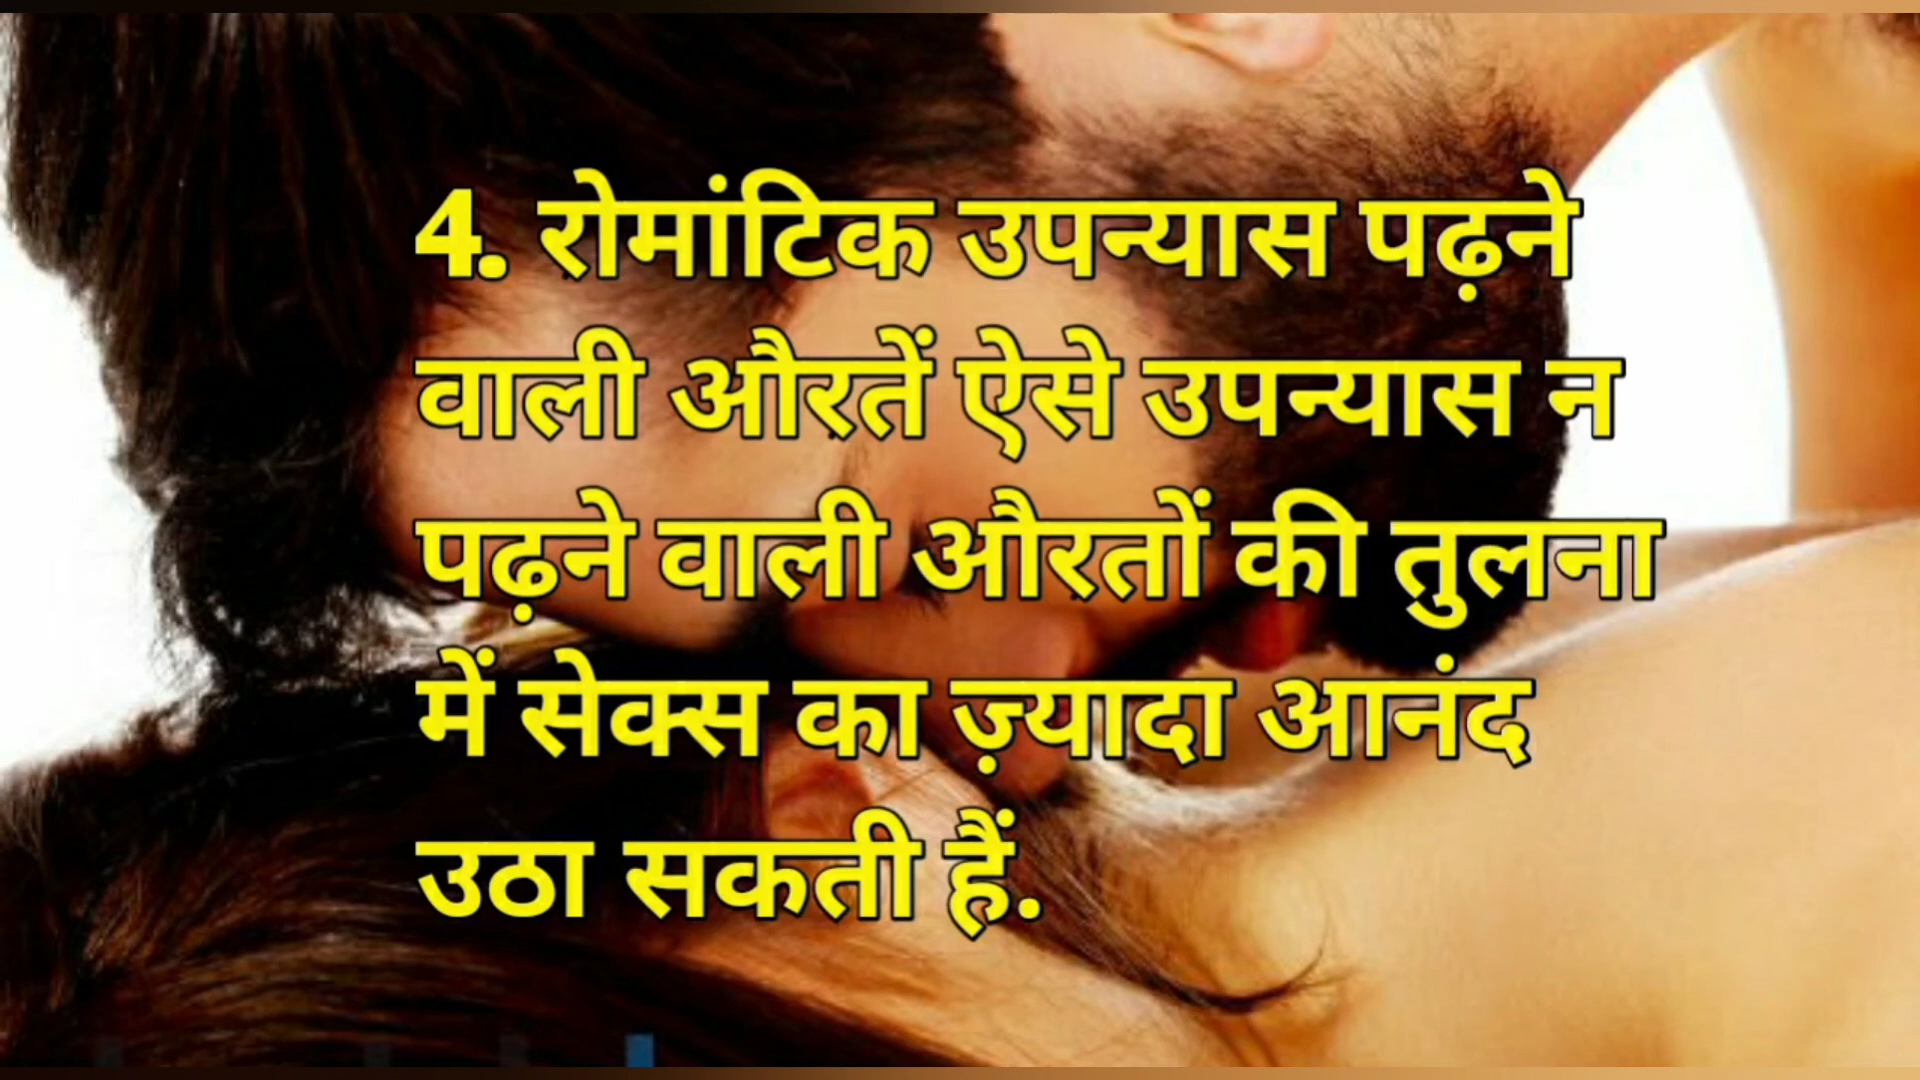 4. रोमांटिक उपन्यास पढ़ने
वाली औरतें ऐसे उपन्यास न
पढ़ने वाली औरतों की तुलना
में सेक्स का ज़्यादा आनंद
उठा सकती हैं.